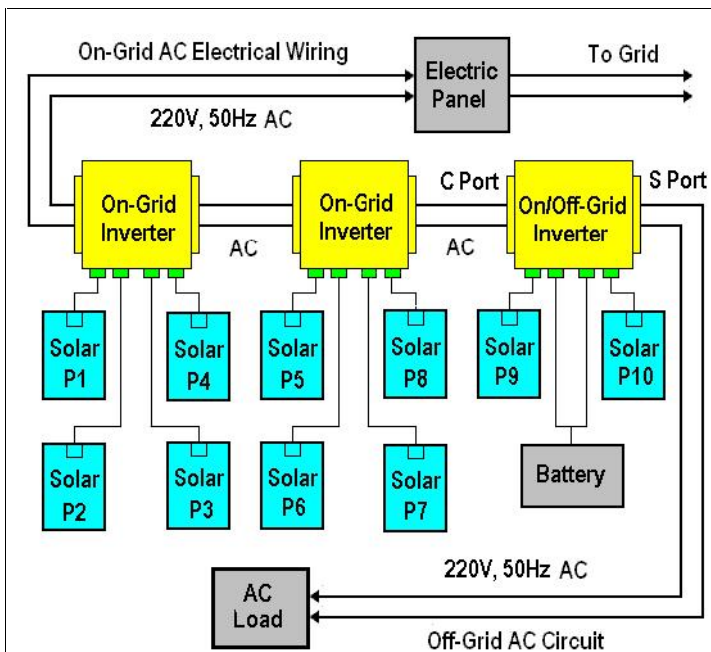 On-Grid AC Electrical Wiring
Electric
Panel
To Grid
220V, 50Hz AC
On-Grid
Inverter
AC
On-Grid
Inverter
C Port
AC
On/Off-Grid
Inverter
S Port
Solar
P1
Solar
P4
Solar
P5
Solar
P8
Solar
P9
Solar
P10
Solar
P2
Solar
P3
Solar
P6
Solar
P7
Battery
220V, 50Hz AC
AC
Load
Off-Grid AC Circuit